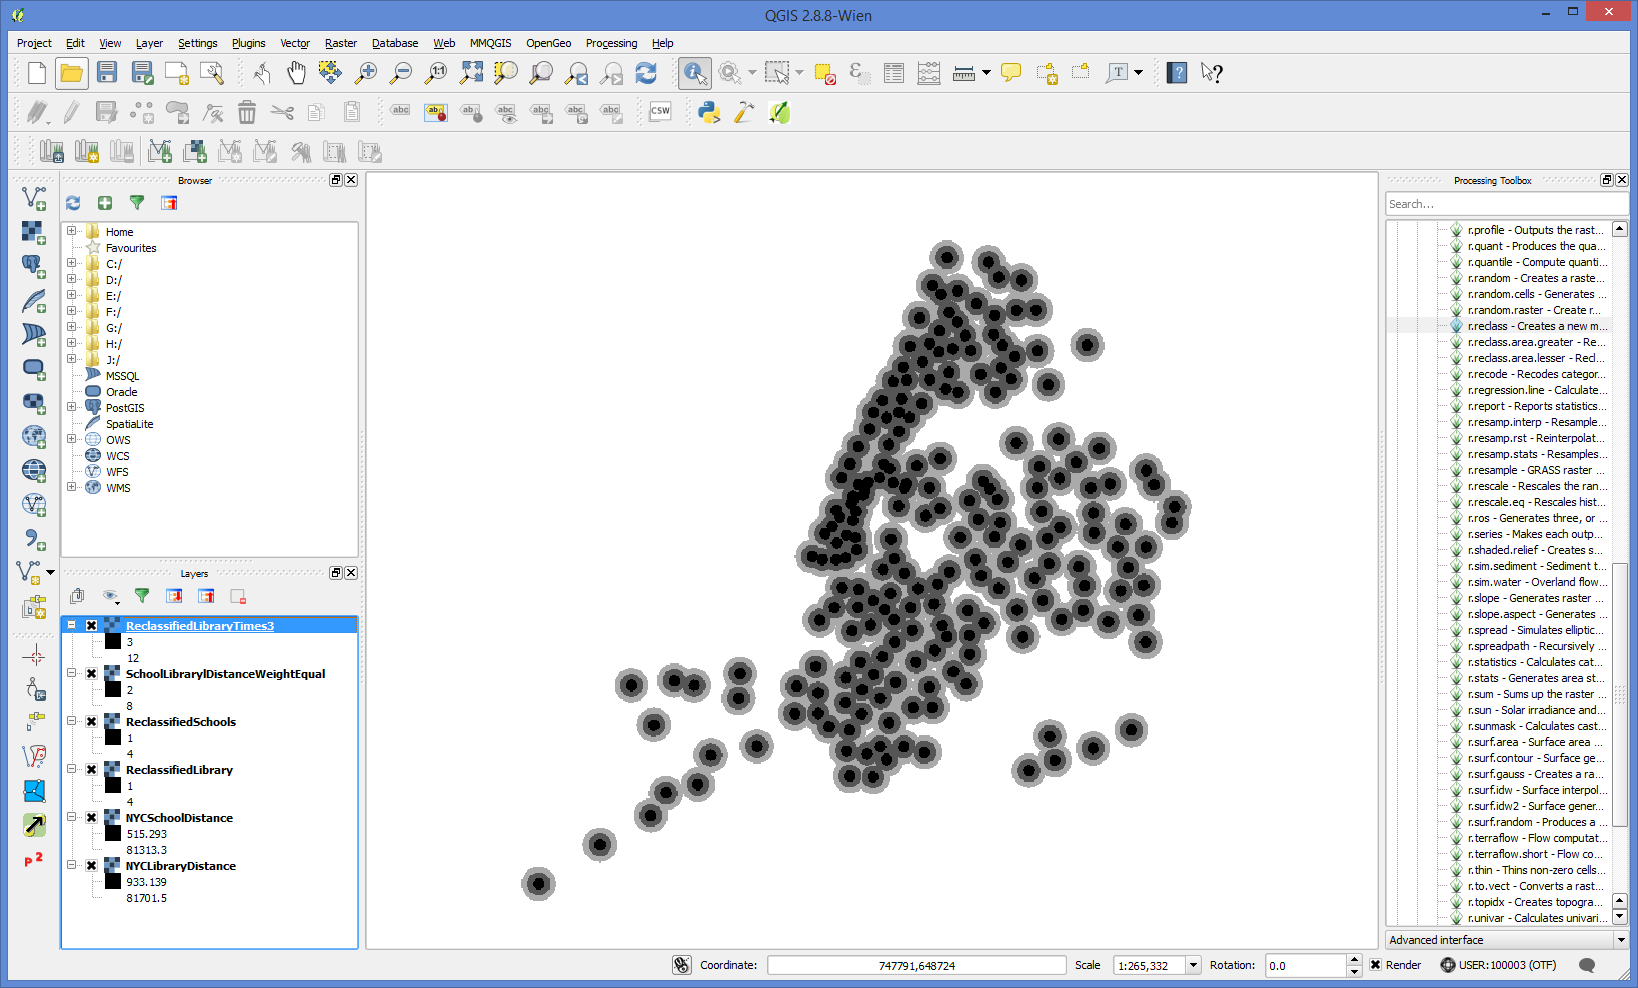 QGIS 2.8.8-Wien
Project Edit View Layer Settings Plugins Vector Raster Database Web MMQGIS OpenGeo Processing Help
Browser
Home
Favourites
C:/
D:/
E:/
F:/
G:/
H:/
J:/
MSSQL
Oracle
PostGIS
SpatiaLite
OWS
WCS
WFS
WMS
Layers
ReclassifiedLibraryTimes3
3
12
SchoolLibrarylDistanceWeightEqual
2
8
ReclassifiedSchools
1
4
ReclassifiedLibrary
1
4
NYCSchoolDistance
515.293
81313.3
NYCLibraryDistance
933.139
81701.5
Processing Toolbox
Search...
r.profile - Outputs the rast...
r.quant - Produces the qua...
r.quantile - Compute quanti...
r.random - Creates a raste...
r.random.cells - Generates ...
r.random.raster - Create r...
r.reclass - Creates a new m...
r.reclass.area.greater - Re...
r.reclass.area.lesser - Recl...
r.recode - Recodes categor...
r.regression.line - Calculate...
r.report - Reports statistics...
r.resamp.interp - Resample...
r.resamp.rst - Reinterpolat...
r.resamp.stats - Resamples...
r.resample - GRASS raster ...
r.rescale - Rescales the ran...
r.rescale.eq - Rescales hist...
r.ros - Generates three, or ...
r.series - Makes each outp...
r.shaded.relief - Creates s...
r.sim.sediment - Sediment t...
r.sim.water - Overland flow...
r.slope - Generates raster ...
r.slope.aspect - Generates ...
r.spread - Simulates elliptic...
r.spreadpath - Recursively ...
r.statistics - Calculates cat...
r.stats - Generates area st...
r.sum - Sums up the raster ...
r.sun - Solar irradiance and...
r.sunmask - Calculates cast...
r.surf.area - Surface area ...
r.surf.contour - Surface ge...
r.surf.gauss - Creates a ra...
r.surf.idw - Surface interpol...
r.surf.idw2 - Surface gener...
r.surf.random - Produces a ...
r.terraflow - Flow computat...
r.terraflow.short - Flow co...
r.thin - Thins non-zero cells...
r.to.vect - Converts a rast...
r.topidx - Creates topogra...
r.univar - Calculates univari...
Advanced interface
Coordinate: 747791,648724 Scale 1:265,332 Rotation: 0.0 Render USER:100003 (OTF)